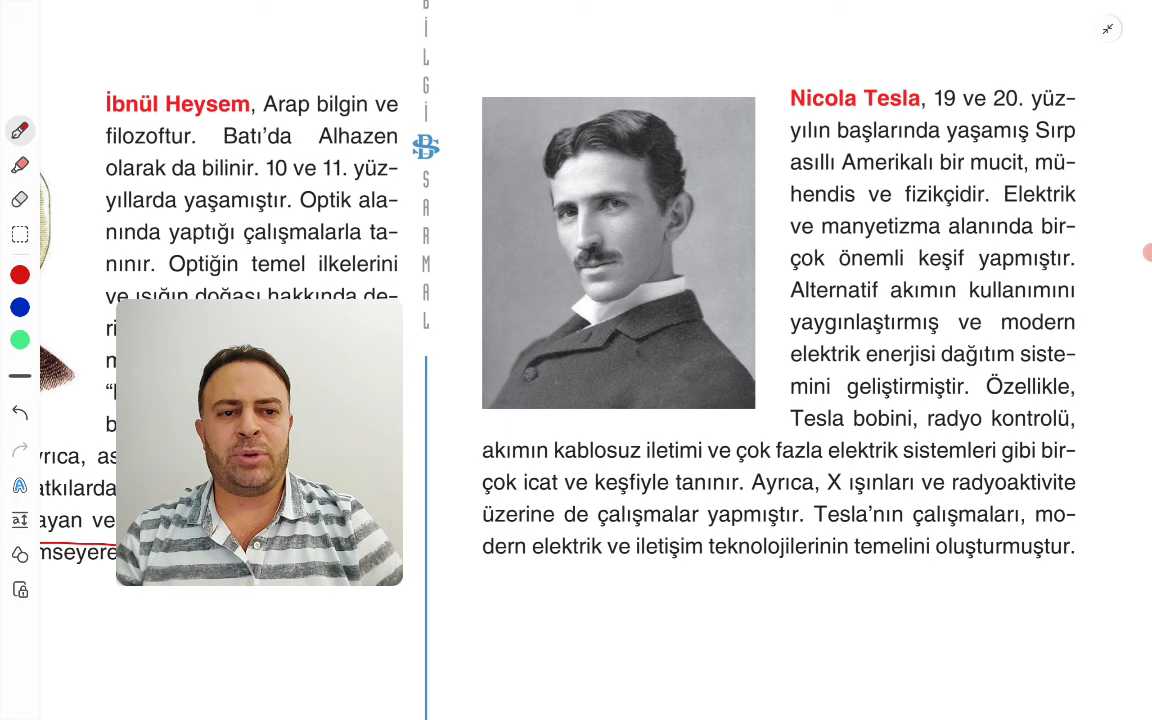 İbnül Heysem, Arap bilgin ve
filozoftur. Batı’da Alhazen
olarak da bilinir. 10 ve 11. yüz-
yıllarda yaşamıştır. Optik ala-
nında yaptığı çalışmalarla ta-
nınır. Optiğin temel ilkelerini
ve ışığın doğası hakkında de-
BİLGİ
SARMAL
Nicola Tesla, 19 ve 20. yüz-
yılın başlarında yaşamış Sırp
asıllı Amerikalı bir mucit, mü-
hendis ve fizikçidir. Elektrik
ve manyetizma alanında bir-
çok önemli keşif yapmıştır.
Alternatif akımın kullanımını
yaygınlaştırmış ve modern
elektrik enerjisi dağıtım siste-
mini geliştirmiştir. Özellikle,
Tesla bobini, radyo kontrolü,
akımın kablosuz iletimi ve çok fazla elektrik sistemleri gibi bir-
çok icat ve keşfiyle tanınır. Ayrıca, X ışınları ve radyoaktivite
üzerine de çalışmalar yapmıştır. Tesla’nın çalışmaları, mo-
dern elektrik ve iletişim teknolojilerinin temelini oluşturmuştur.